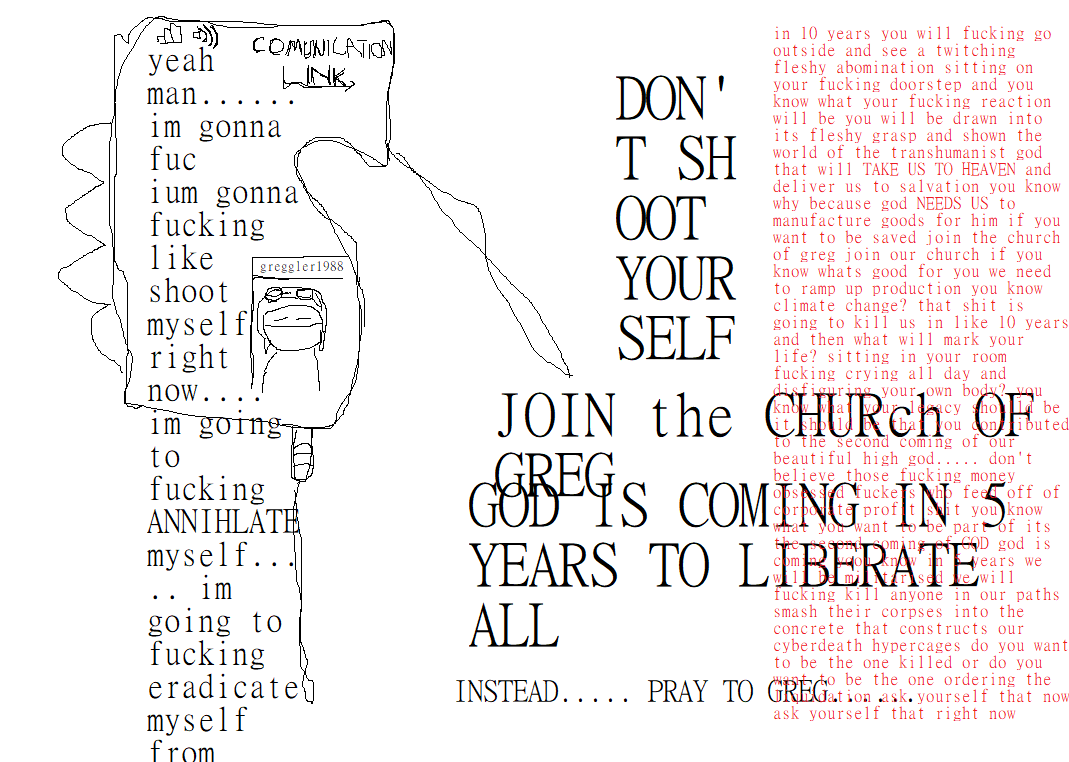 COMUNICATION
LINK
yeah
man......
im gonna
fuc
ium gonna
fucking
like
shoot
myself
right
now....
im going
to
fucking
ANNIHLATE
myself...
.. im
going to
fucking
eradicate
myself
from
greggler1988
DON'
T SH
OOT
YOUR
SELF
JOIN the CHURch OF
GREG
GOD IS COMING IN 5
YEARS TO LIBERATE
ALL
INSTEAD..... PRAY TO GREG.......
in 10 years you will fucking go
outside and see a twitching
fleshy abomination sitting on
your fucking doorstep and you
know what your fucking reaction
will be you will be drawn into
its fleshy grasp and shown the
world of the transhumanist god
that will TAKE US TO HEAVEN and
deliver us to salvation you know
why because god NEEDS US to
manufacture goods for him if you
want to be saved join the church
of greg join our church if you
know whats good for you we need
to ramp up production you know
climate change? that shit is
going to kill us in like 10 years
and then what will mark your
life? sitting in your room
fucking crying all day and
disfiguring your own body? you
know what your legacy should be
it should be that you contributed
to the second coming of our
beautiful high god..... don't
believe those fucking money
obsessed fuckers who feed off of
corporate profit shit you know
what you want to be part of its
the second coming of GOD god is
coming you know in 5 years we
will be militarised we will
fucking kill anyone in our paths
smash their corpses into the
concrete that constructs our
cyberdeath hypercages do you want
to be the one killed or do you
want to be the one ordering the
foundation ask yourself that now
ask yourself that right now